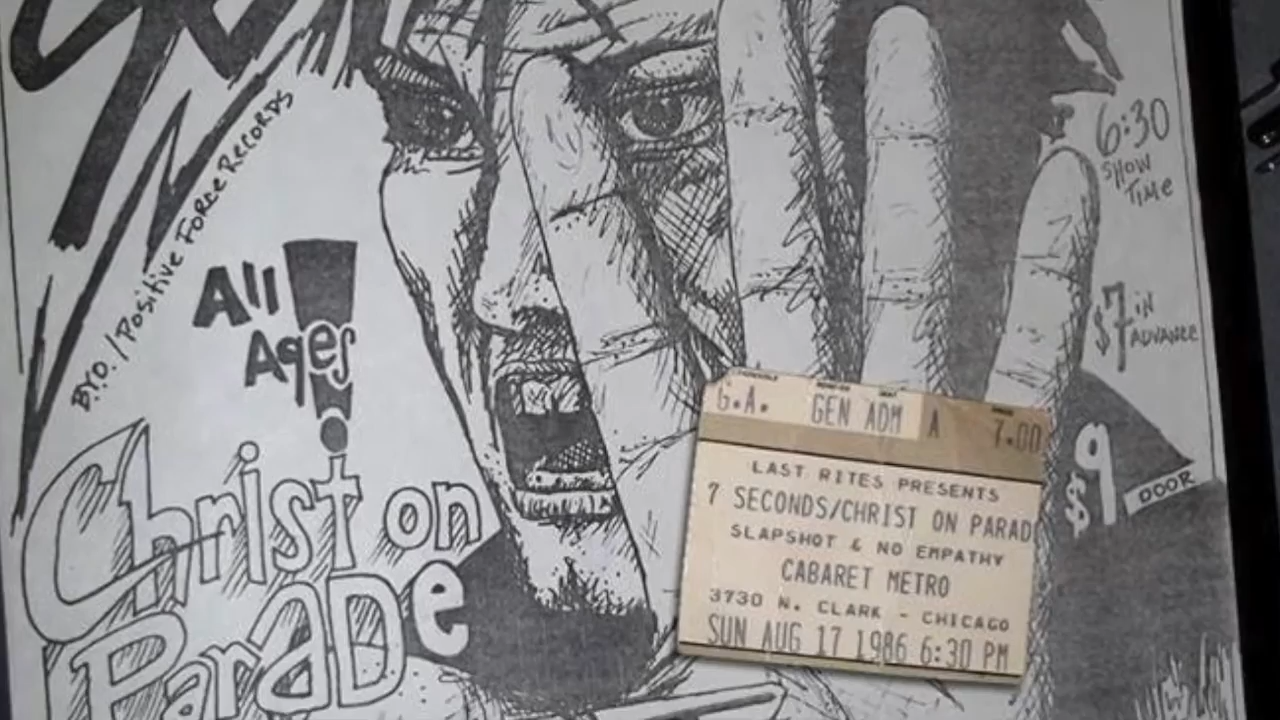 B.Y.O. / Positive Force Records
All
Ages!
Christ on
Parade
6:30
Show
Time
$7 in
advance
$9
DOOR
G.A. GEN ADM A 7.00
LAST RITES PRESENTS
7 SECONDS/CHRIST ON PARAD
SLAPSHOT & NO EMPATHY
CABARET METRO
3730 N. CLARK - CHICAGO
SUN AUG 17 1986 6:30 PM